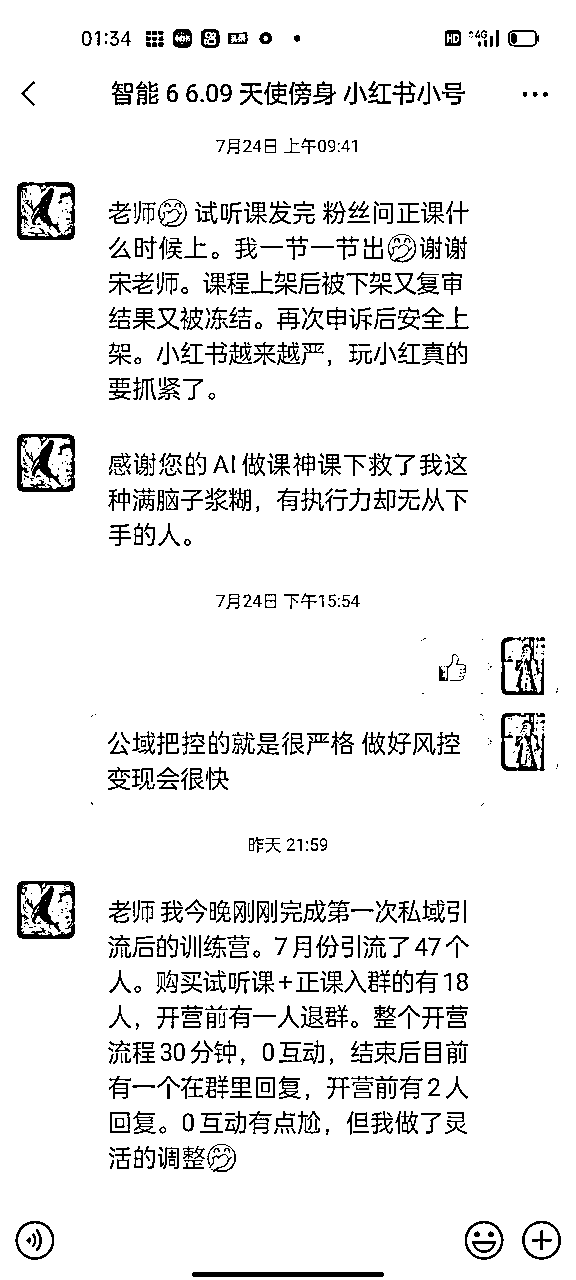 01:34
HD 4G
智能 6 6.09 天使傍身 小红书小号
7月24日 上午09:41
老师 试听课发完 粉丝问正课什
么时候上。我一节一节出 谢谢
宋老师。课程上架后被下架又复审
结果又被冻结。再次申诉后安全上
架。小红书越来越严，玩小红真的
要抓紧了。
感谢您的AI做课神课下救了我这
种满脑子浆糊，有执行力却无从下
手的人。
7月24日 下午15:54
公域把控的就是很严格 做好风控
变现会很快
昨天 21:59
老师 我今晚刚刚完成第一次私域引
流后的训练营。7月份引流了47个
人。购买试听课+正课入群的有18
人，开营前有一人退群。整个开营
流程30分钟，0互动，结束后目前
有一个在群里回复，开营前有2人
回复。0互动有点尬，但我做了灵
活的调整